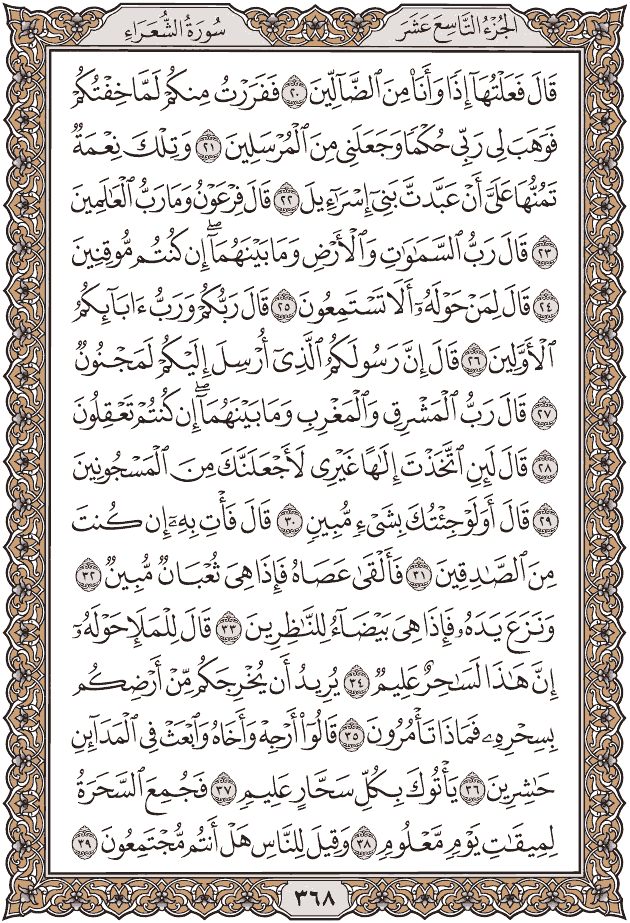 الجُزْءُ التَّاسِعَ عَشَرَ
سُورَةُ الشُّعَرَاءِ
قَالَ فَعَلْتُهَآ إِذًا وَأَنَا۠ مِنَ ٱلضَّآلِّينَ ٢٠ فَفَرَرْتُ مِنكُمْ لَمَّا خِفْتُكُمْ
فَوَهَبَ لِى رَبِّى حُكْمًا وَجَعَلَنِى مِنَ ٱلْمُرْسَلِينَ ٢١ وَتِلْكَ نِعْمَةٌ
تَمُنُّهَا عَلَىَّ أَنْ عَبَّدتَّ بَنِىٓ إِسْرَٰٓءِيلَ ٢٢ قَالَ فِرْعَوْنُ وَمَا رَبُّ ٱلْعَٰلَمِينَ
٢٣ قَالَ رَبُّ ٱلسَّمَٰوَٰتِ وَٱلْأَرْضِ وَمَا بَيْنَهُمَآ ۖ إِن كُنتُم مُّوقِنِينَ
٢٤ قَالَ لِمَنْ حَوْلَهُۥٓ أَلَا تَسْتَمِعُونَ ٢٥ قَالَ رَبُّكُمْ وَرَبُّ ءَابَآئِكُمُ
ٱلْأَوَّلِينَ ٢٦ قَالَ إِنَّ رَسُولَكُمُ ٱلَّذِىٓ أُرْسِلَ إِلَيْكُمْ لَمَجْنُونٌ
٢٧ قَالَ رَبُّ ٱلْمَشْرِقِ وَٱلْمَغْرِبِ وَمَا بَيْنَهُمَآ ۖ إِن كُنتُمْ تَعْقِلُونَ
٢٨ قَالَ لَئِنِ ٱتَّخَذْتَ إِلَٰهًا غَيْرِى لَأَجْعَلَنَّكَ مِنَ ٱلْمَسْجُونِينَ
٢٩ قَالَ أَوَلَوْ جِئْتُكَ بِشَىْءٍ مُّبِينٍ ٣٠ قَالَ فَأْتِ بِهِۦٓ إِن كُنتَ
مِنَ ٱلصَّٰدِقِينَ ٣١ فَأَلْقَىٰ عَصَاهُ فَإِذَا هِىَ ثُعْبَانٌ مُّبِينٌ ٣٢
وَنَزَعَ يَدَهُۥ فَإِذَا هِىَ بَيْضَآءُ لِلنَّٰظِرِينَ ٣٣ قَالَ لِلْمَلَإِ حَوْلَهُۥٓ
إِنَّ هَٰذَا لَسَٰحِرٌ عَلِيمٌ ٣٤ يُرِيدُ أَن يُخْرِجَكُم مِّنْ أَرْضِكُم
بِسِحْرِهِۦ فَمَاذَا تَأْمُرُونَ ٣٥ قَالُوٓا۟ أَرْجِهْ وَأَخَاهُ وَٱبْعَثْ فِى ٱلْمَدَآئِنِ
حَٰشِرِينَ ٣٦ يَأْتُوكَ بِكُلِّ سَحَّارٍ عَلِيمٍ ٣٧ فَجُمِعَ ٱلسَّحَرَةُ
لِمِيقَٰتِ يَوْمٍ مَّعْلُومٍ ٣٨ وَقِيلَ لِلنَّاسِ هَلْ أَنتُم مُّجْتَمِعُونَ ٣٩
٣٦٨